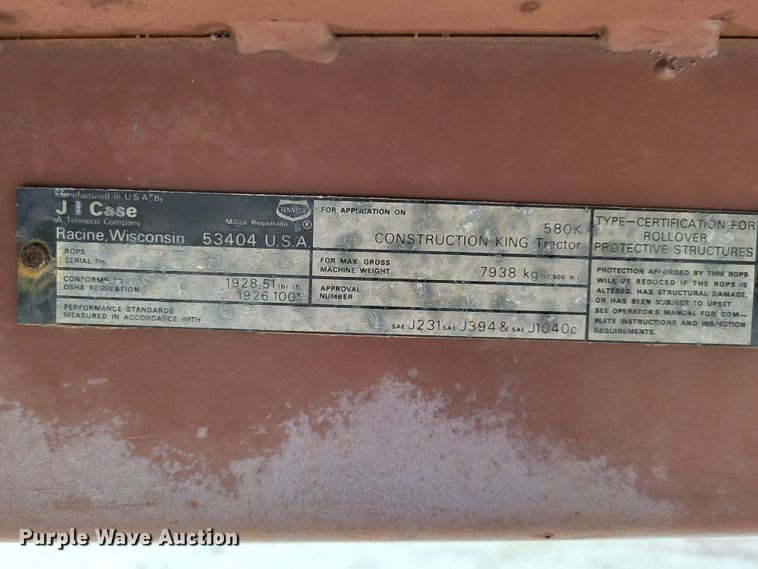 Manufactured in U.S.A. By
J I Case
A Tenneco Company
TENNECO
Marca Registrada ®
Racine, Wisconsin 53404 U.S.A.
ROPS
SERIAL No.
CONFORMS TO
OSHA REGULATION
1928.51 (b) (1)
1926.1001
PERFORMANCE STANDARDS
MEASURED IN ACCORDANCE WITH
SAE J231 SAE J394 & SAE J1040c
FOR APPLICATION ON
580K
CONSTRUCTION KING Tractor
FOR MAX GROSS
MACHINE WEIGHT
7938 kg (17,500 lb)
APPROVAL
NUMBER
TYPE—CERTIFICATION FOR
ROLLOVER
PROTECTIVE STRUCTURES
PROTECTION AFFORDED BY THIS ROPS
WILL BE REDUCED IF THE ROPS IS
ALTERED, HAS STRUCTURAL DAMAGE,
OR HAS BEEN SUBJECT TO UPSET.
SEE OPERATOR'S MANUAL FOR COM-
PLETE INSTRUCTIONS AND INSPECTION
REQUIREMENTS.
Purple Wave Auction